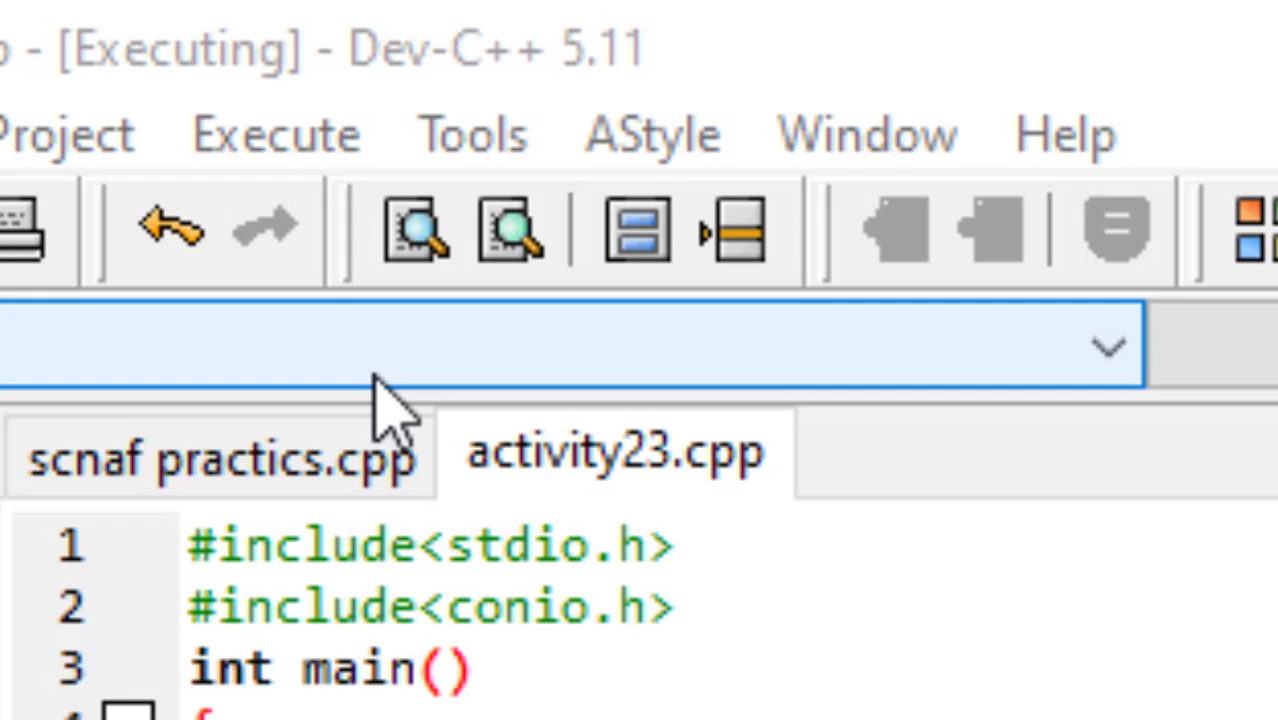 - [Executing] - Dev-C++ 5.11
Project Execute Tools AStyle Window Help
scnaf practics.cpp activity23.cpp
1 #include<stdio.h>
2 #include<conio.h>
3 int main()
{